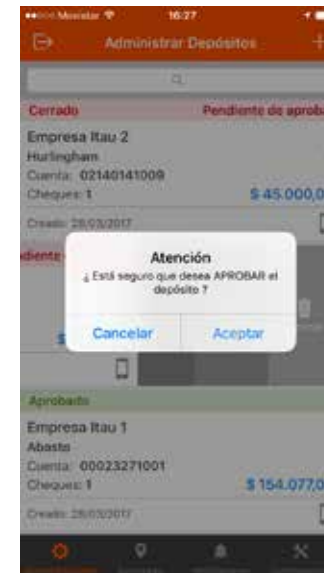 Movistar 16:27
Administrar Depósitos
Cerrado Pendiente de aprob
Empresa Itau 2
Hurlingham
Cuenta: 02140141009
Cheques: 1 $ 45.000,0
Creado: 28/03/2017
diente
Atención
¿ Está seguro que desea APROBAR el
depósito ?
Cancelar Aceptar
$
Aprobado
Empresa Itau 1
Abasto
Cuenta: 00023271001
Cheques: 1 $ 154.077,0
Creado: 28/03/2017